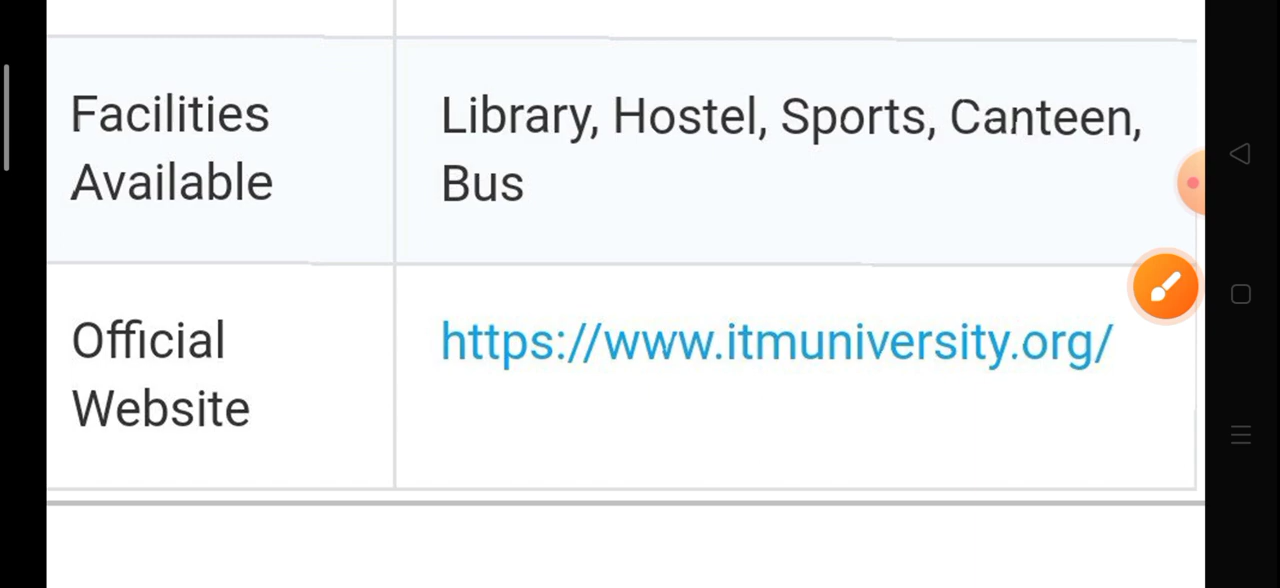 Facilities
Available
Library, Hostel, Sports, Canteen,
Bus
Official
Website
https://www.itmuniversity.org/